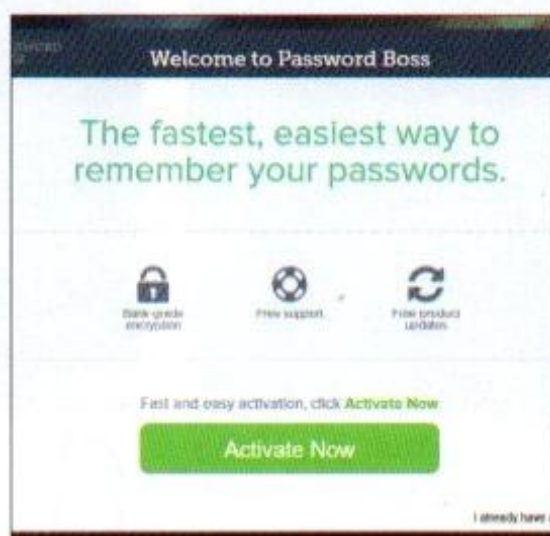 Welcome to Password Boss
The fastest, easiest way to
remember your passwords.
Bank-grade
encryption
Free support
Free product
updates
Fast and easy activation, click Activate Now
Activate Now
I already have